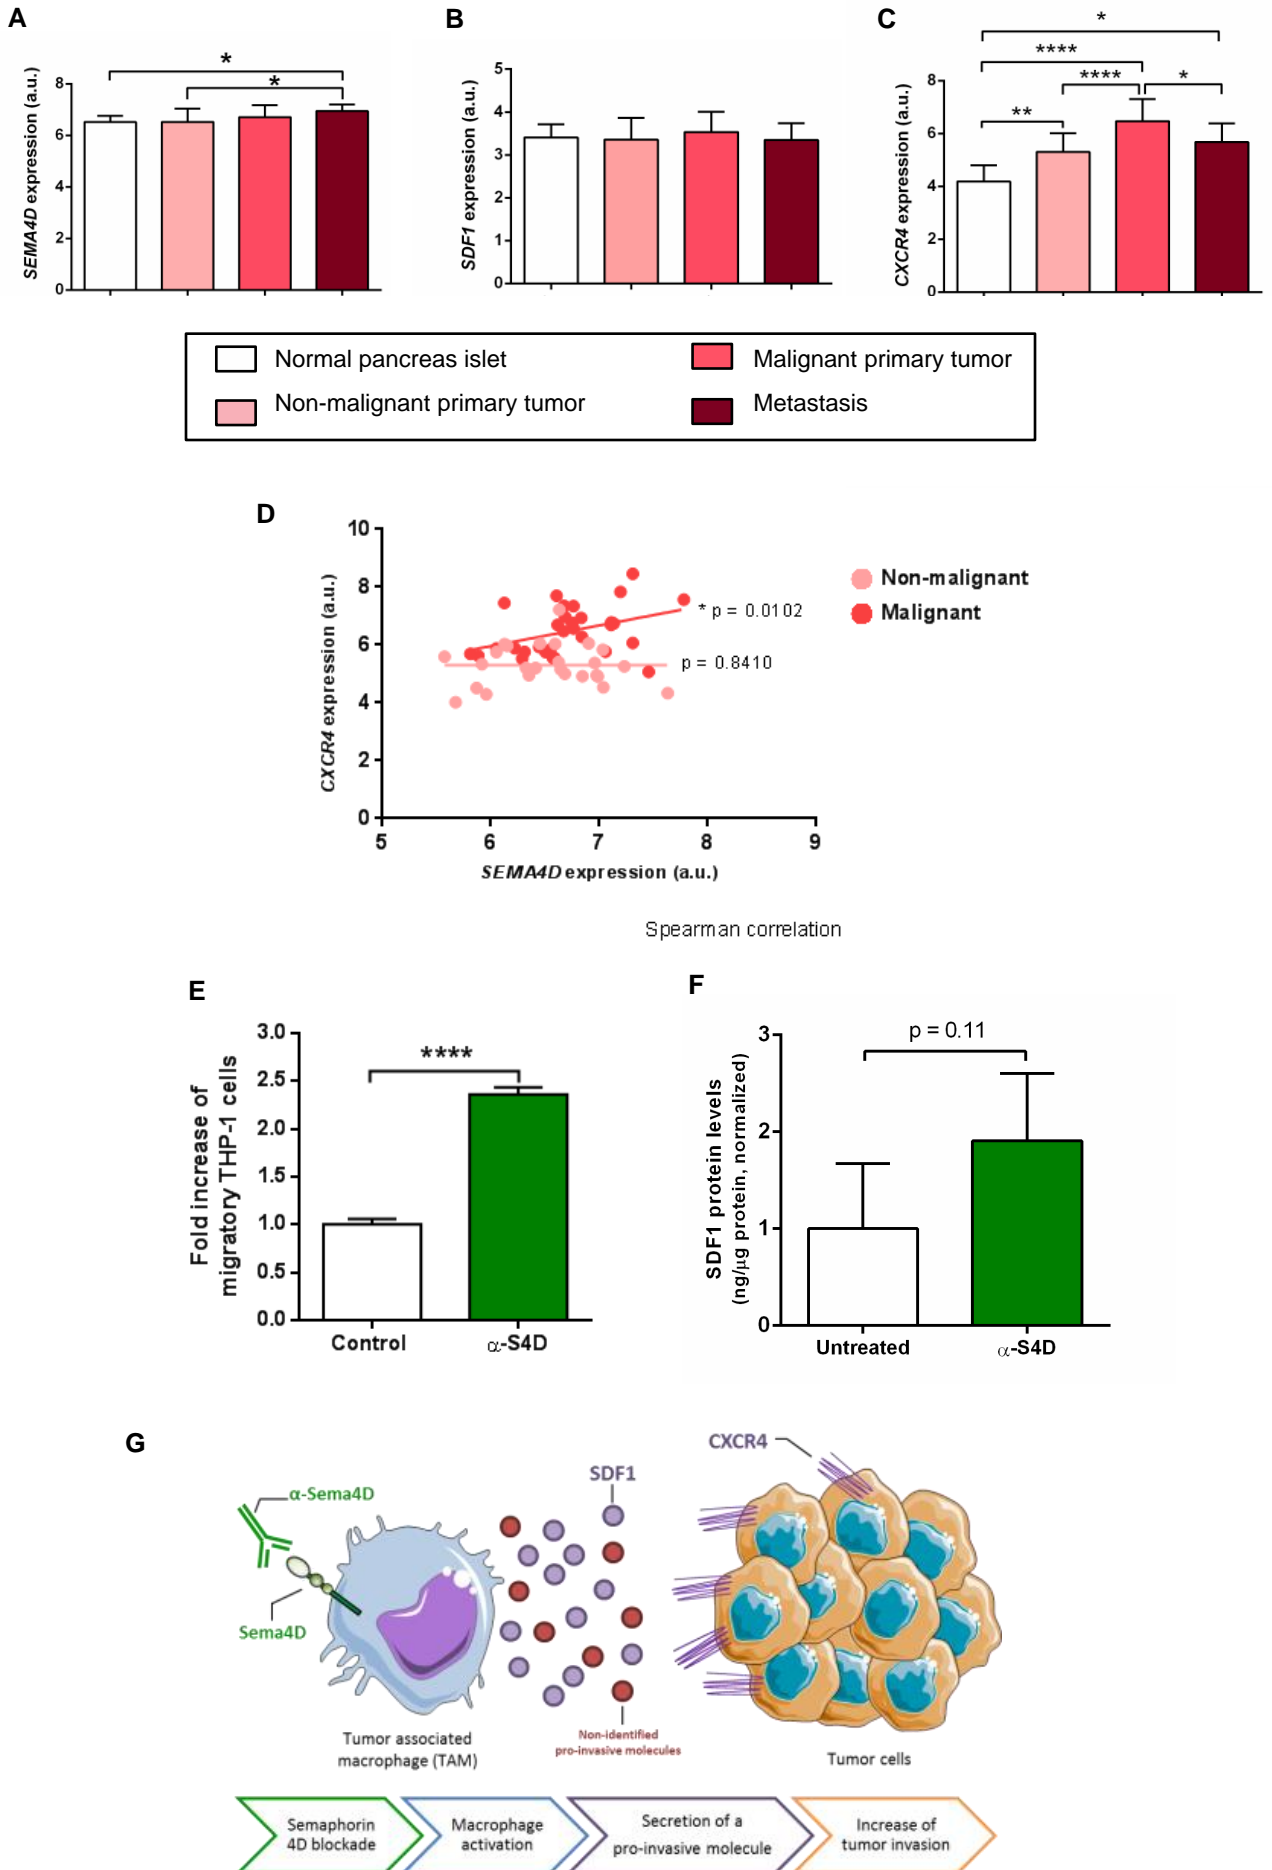 A
B
C
SEMA4D expression (a.u.)
8
6
4
2
0
*
*
SDF1 expression (a.u.)
5
4
3
2
1
0
CXCR4 expression (a.u.)
8
6
4
2
0
*
****
****
*
**
Normal pancreas islet
Malignant primary tumor
Non-malignant primary tumor
Metastasis
D
CXCR4 expression (a.u.)
10
8
6
4
2
0
5
6
7
8
9
SEMA4D expression (a.u.)
* p = 0.0102
p = 0.8410
Non-malignant
Malignant
Spearman correlation
E
Fold increase of
migratory THP-1 cells
3.0
2.5
2.0
1.5
1.0
0.5
0.0
****
Control
α-S4D
F
SDF1 protein levels
(ng/µg protein, normalized)
3
2
1
0
p = 0.11
Untreated
α-S4D
G
CXCR4
SDF1
α-Sema4D
Sema4D
Tumor associated
macrophage (TAM)
Non-identified
pro-invasive molecules
Tumor cells
Semaphorin
4D blockade
Macrophage
activation
Secretion of a
pro-invasive molecule
Increase of
tumor invasion